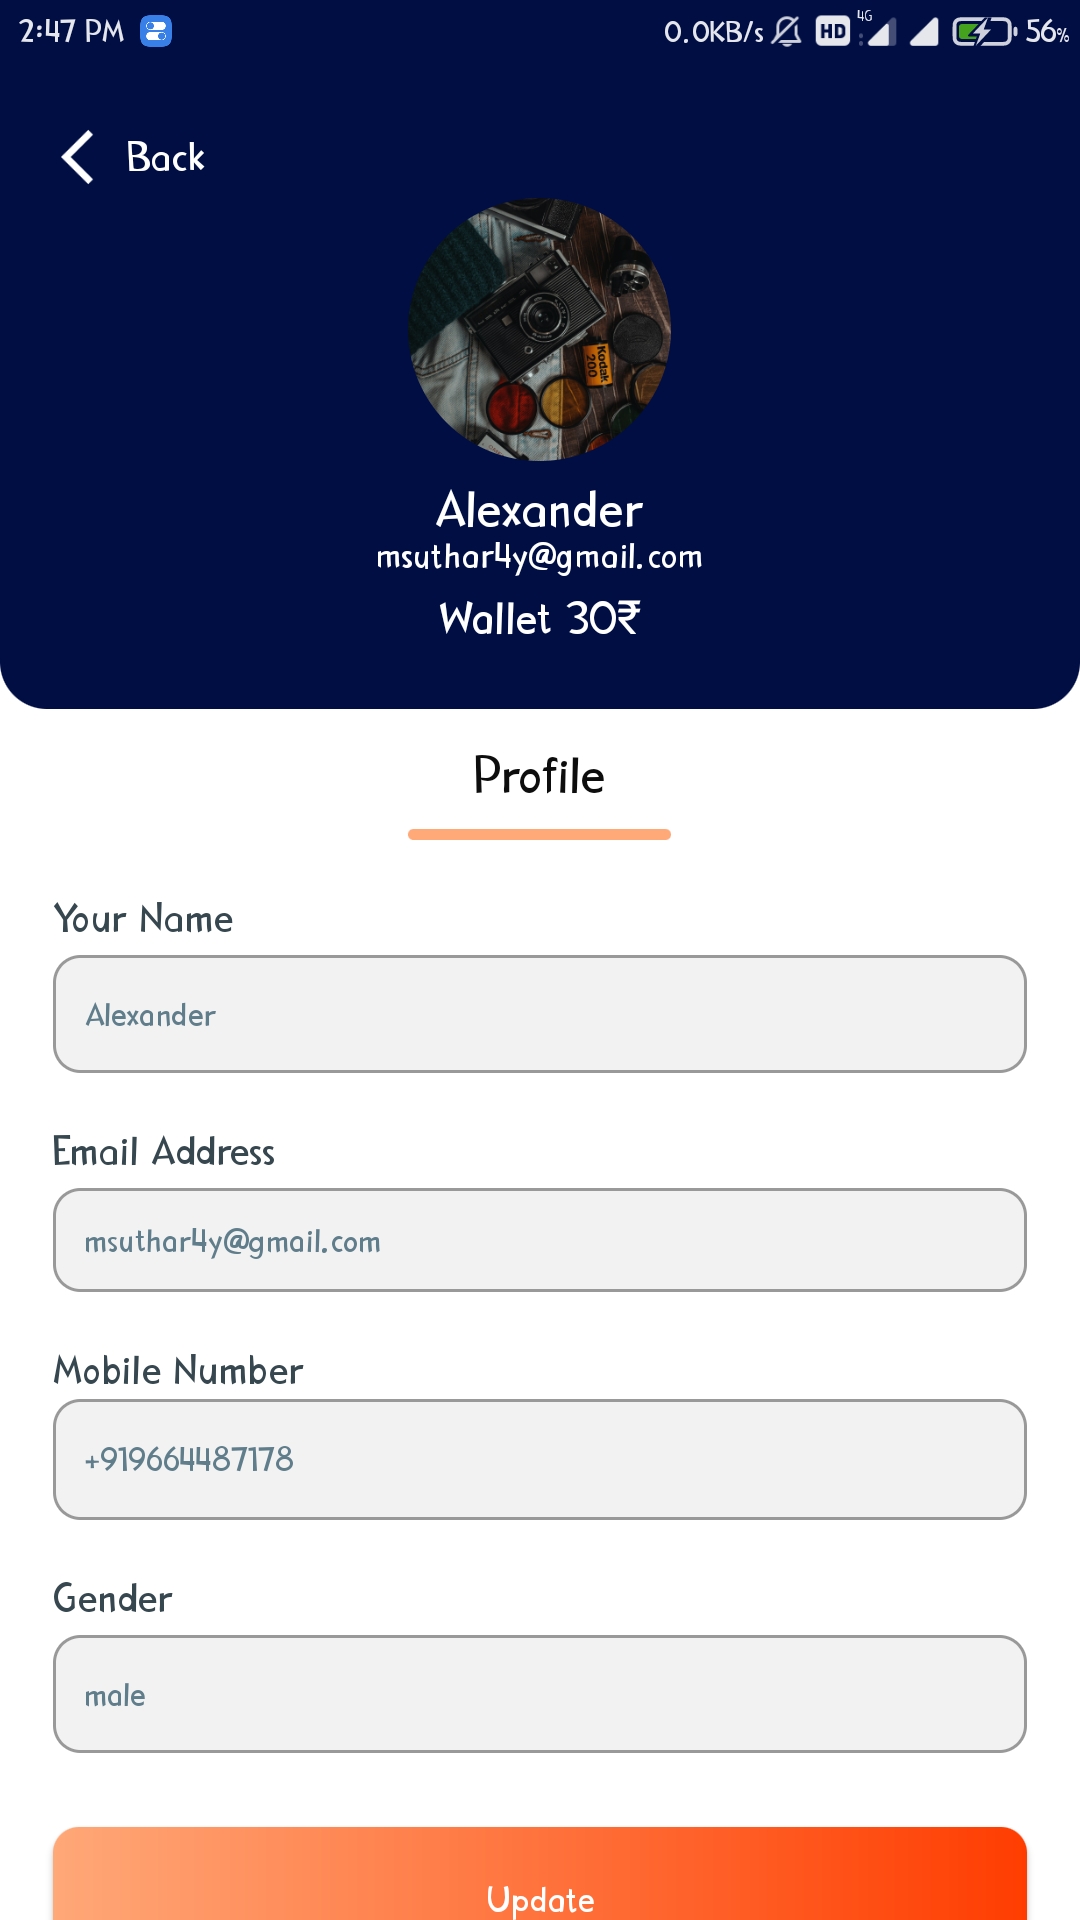 2:47 PM 0.0KB/s HD 4G 56%
Back
Kodak
200
Alexander
msuthar4y@gmail.com
Wallet 30₹
Profile
Your Name
Alexander
Email Address
msuthar4y@gmail.com
Mobile Number
+919664487178
Gender
male
Update